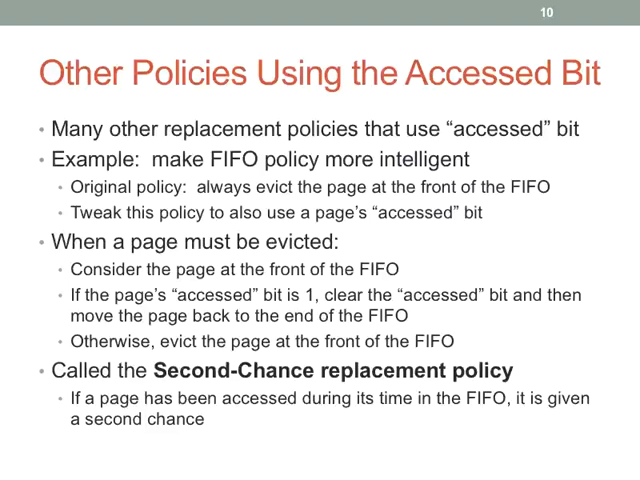 10
Other Policies Using the Accessed Bit
• Many other replacement policies that use “accessed” bit
• Example:  make FIFO policy more intelligent
• Original policy:  always evict the page at the front of the FIFO
• Tweak this policy to also use a page’s “accessed” bit
• When a page must be evicted:
• Consider the page at the front of the FIFO
• If the page’s “accessed” bit is 1, clear the “accessed” bit and then
move the page back to the end of the FIFO
• Otherwise, evict the page at the front of the FIFO
• Called the Second-Chance replacement policy
• If a page has been accessed during its time in the FIFO, it is given
a second chance